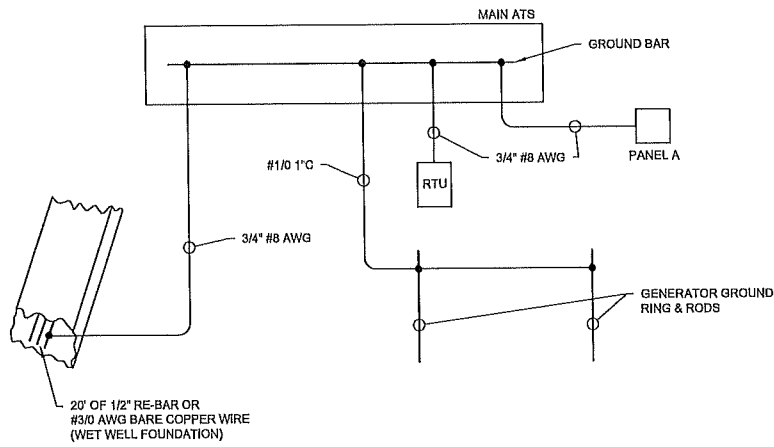 MAIN ATS
GROUND BAR
#1/0 1"C
3/4" #8 AWG
RTU
PANEL A
3/4" #8 AWG
GENERATOR GROUND
RING & RODS
20' OF 1/2" RE-BAR OR
#3/0 AWG BARE COPPER WIRE
(WET WELL FOUNDATION)